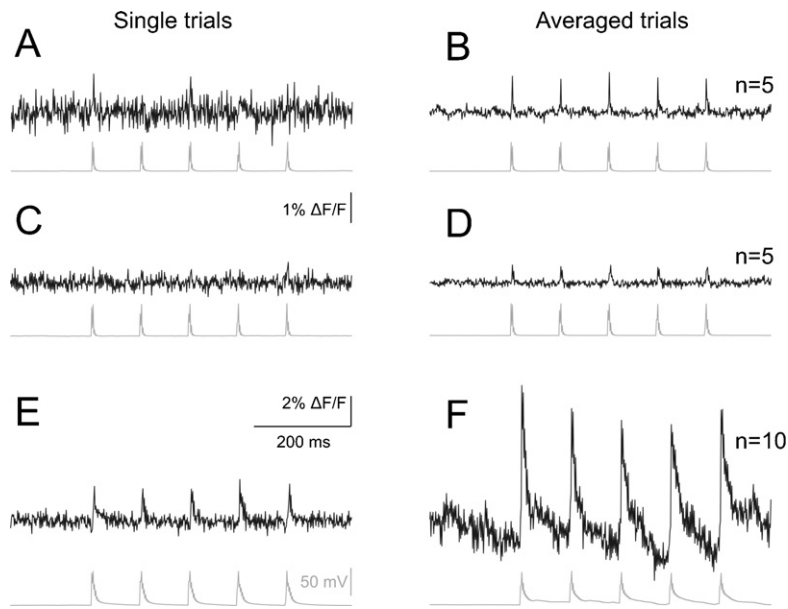 Single trials
Averaged trials
A
B
n=5
1% ΔF/F
C
D
n=5
E
2% ΔF/F
200 ms
F
n=10
50 mV